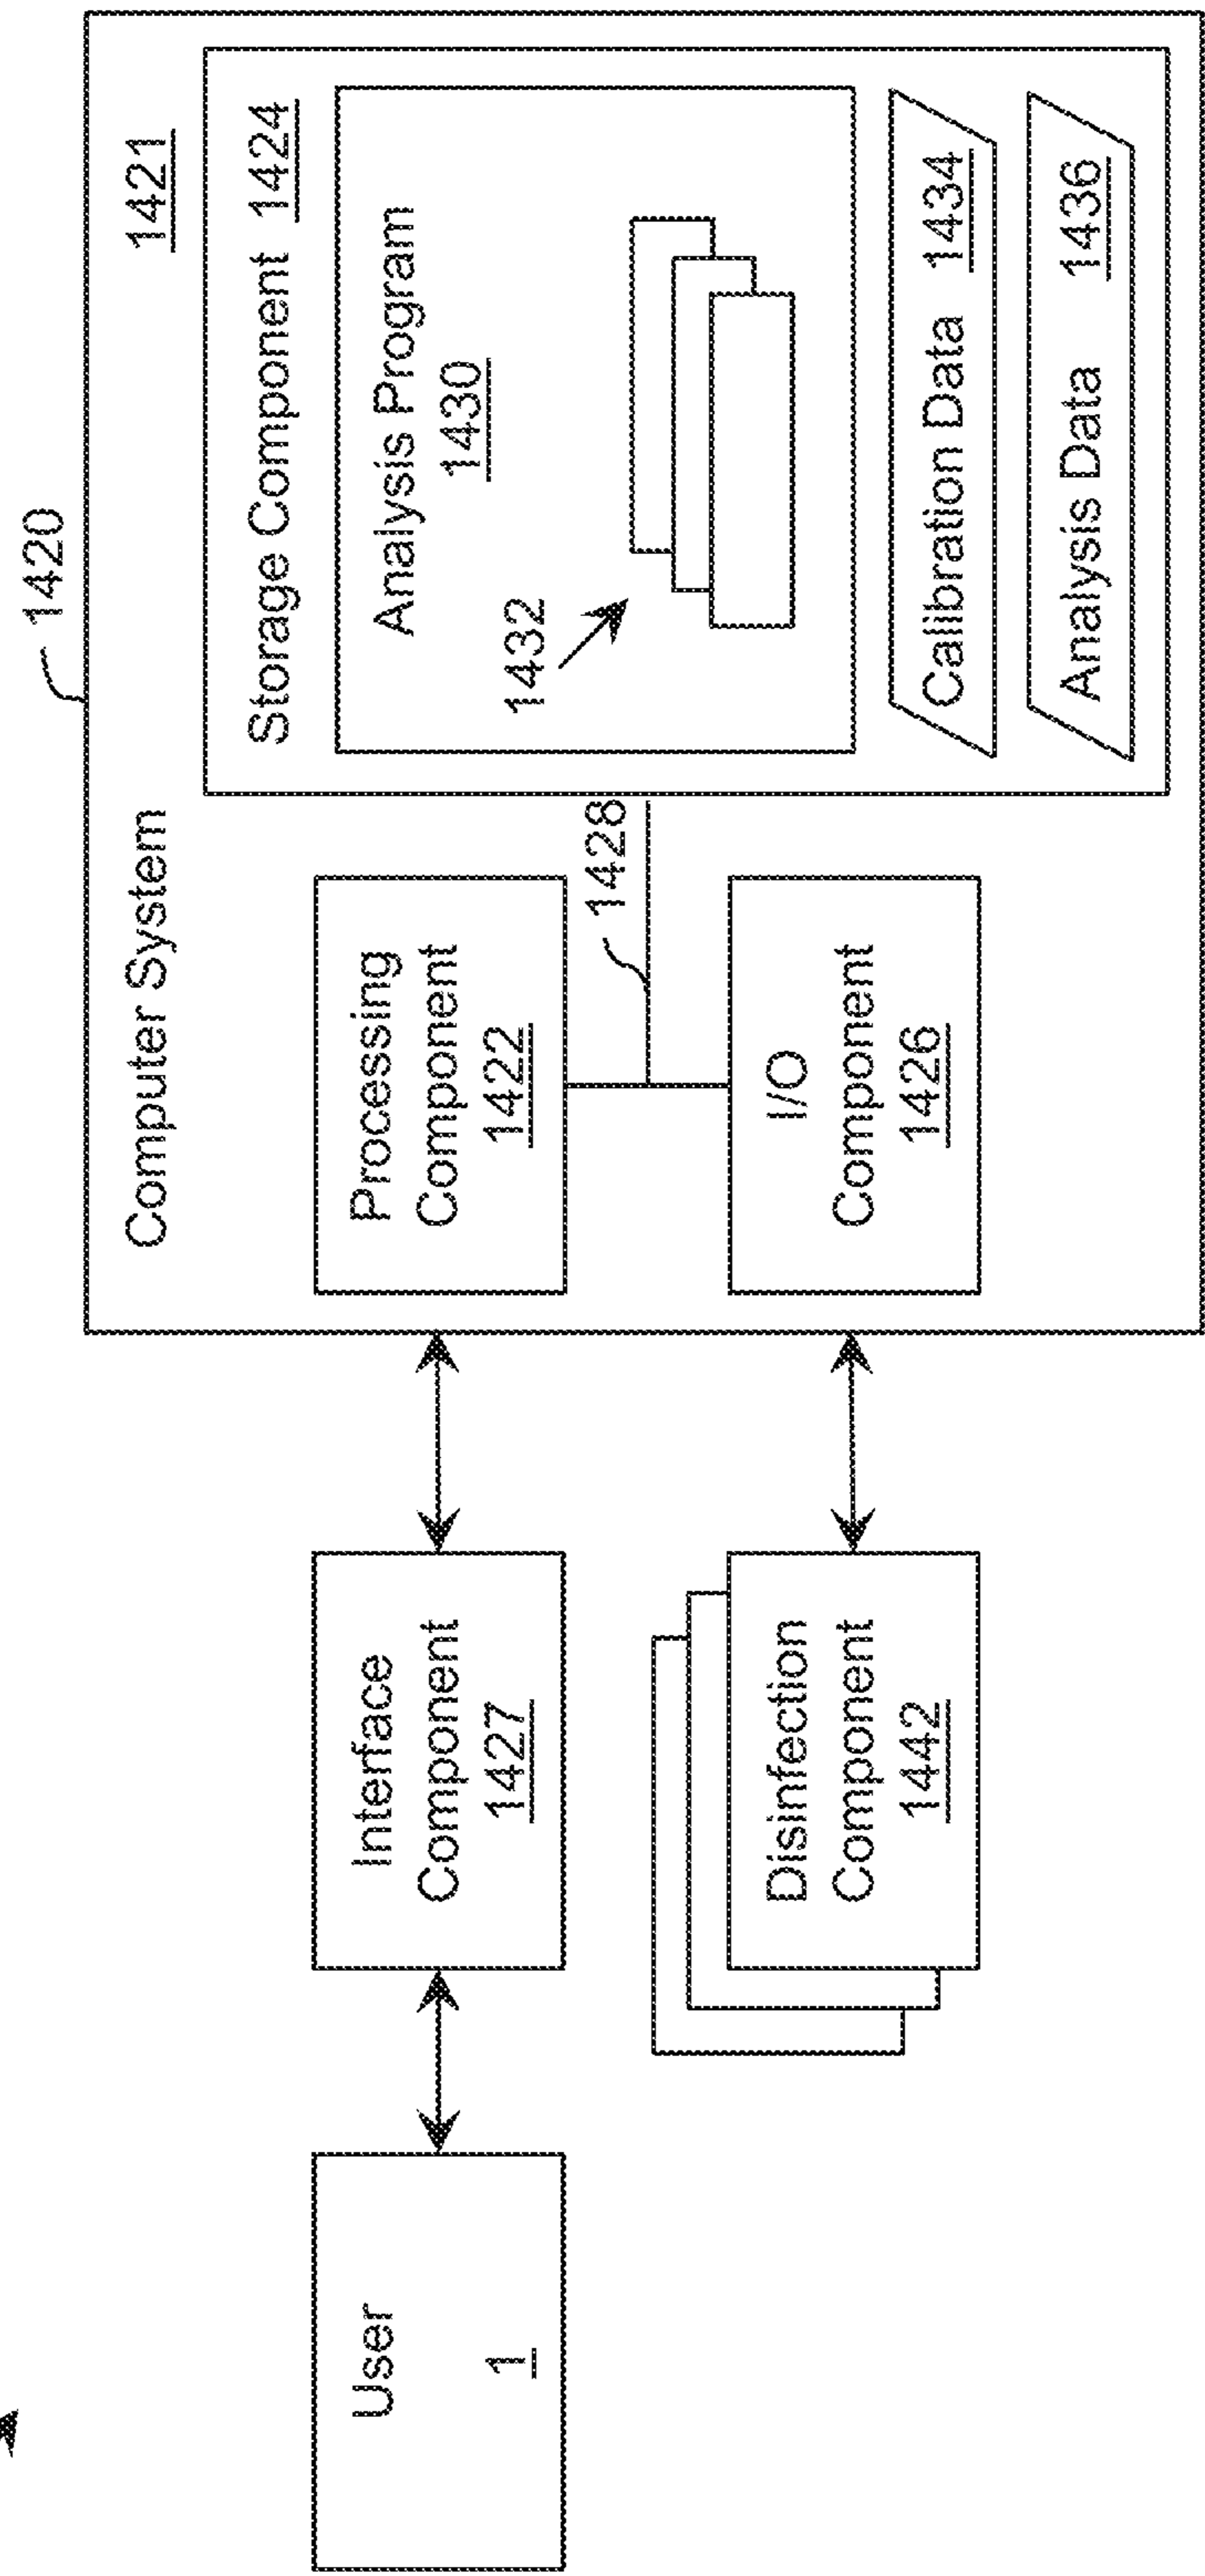 1420
Computer System
1421
Storage Component 1424
Analysis Program
1430
1432
Calibration Data 1434
Analysis Data 1436
Processing
Component
1422
1428
I/O
Component
1426
Interface
Component
1427
Disinfection
Component
1442
User
1